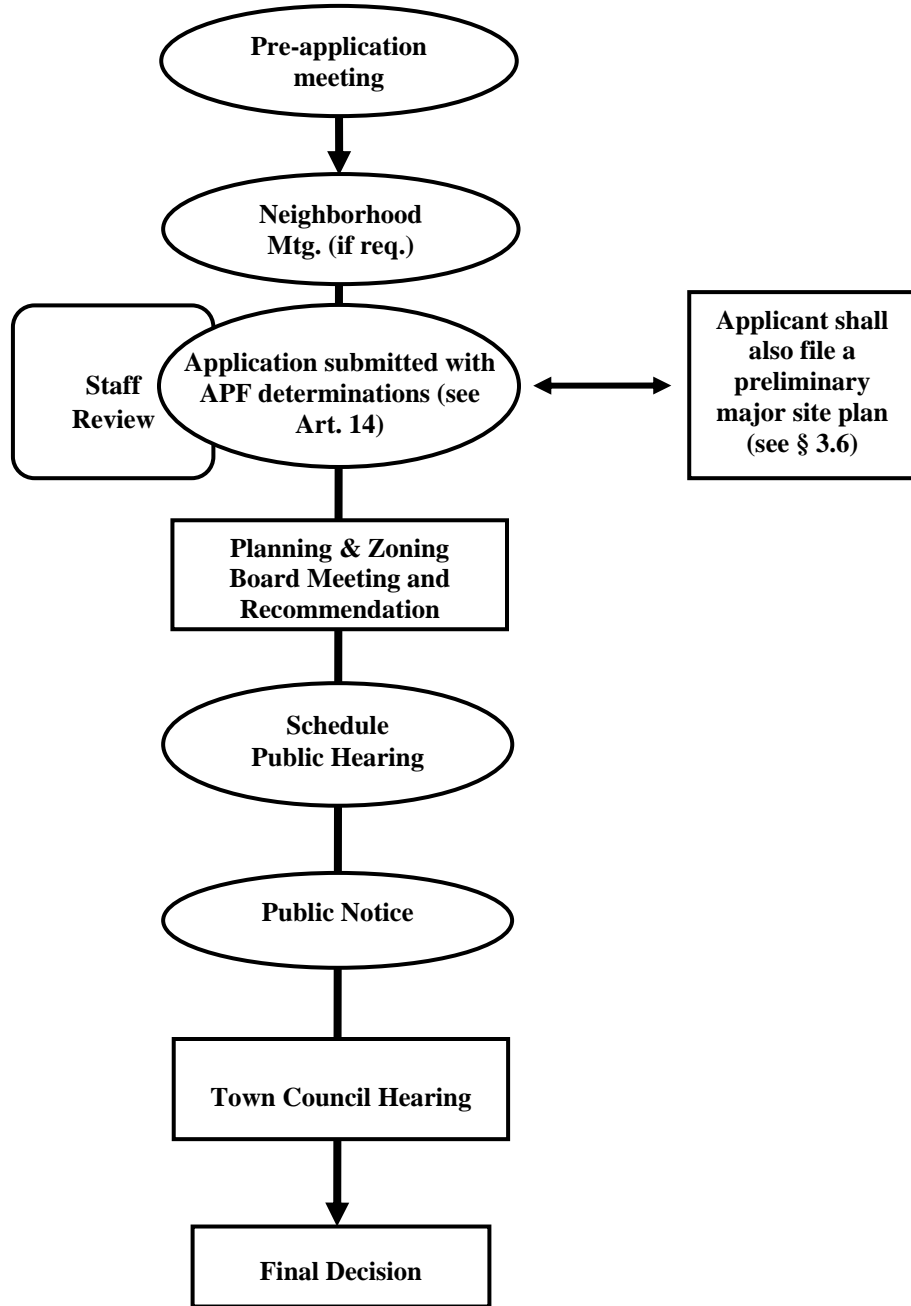 Pre-application
meeting
Neighborhood
Mtg. (if req.)
Staff
Review
Application submitted with
APF determinations (see
Art. 14)
Applicant shall
also file a
preliminary
major site plan
(see § 3.6)
Planning & Zoning
Board Meeting and
Recommendation
Schedule
Public Hearing
Public Notice
Town Council Hearing
Final Decision